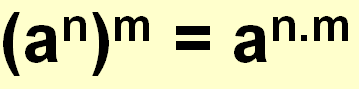 (aⁿ)ᵐ = aⁿ·ᵐ